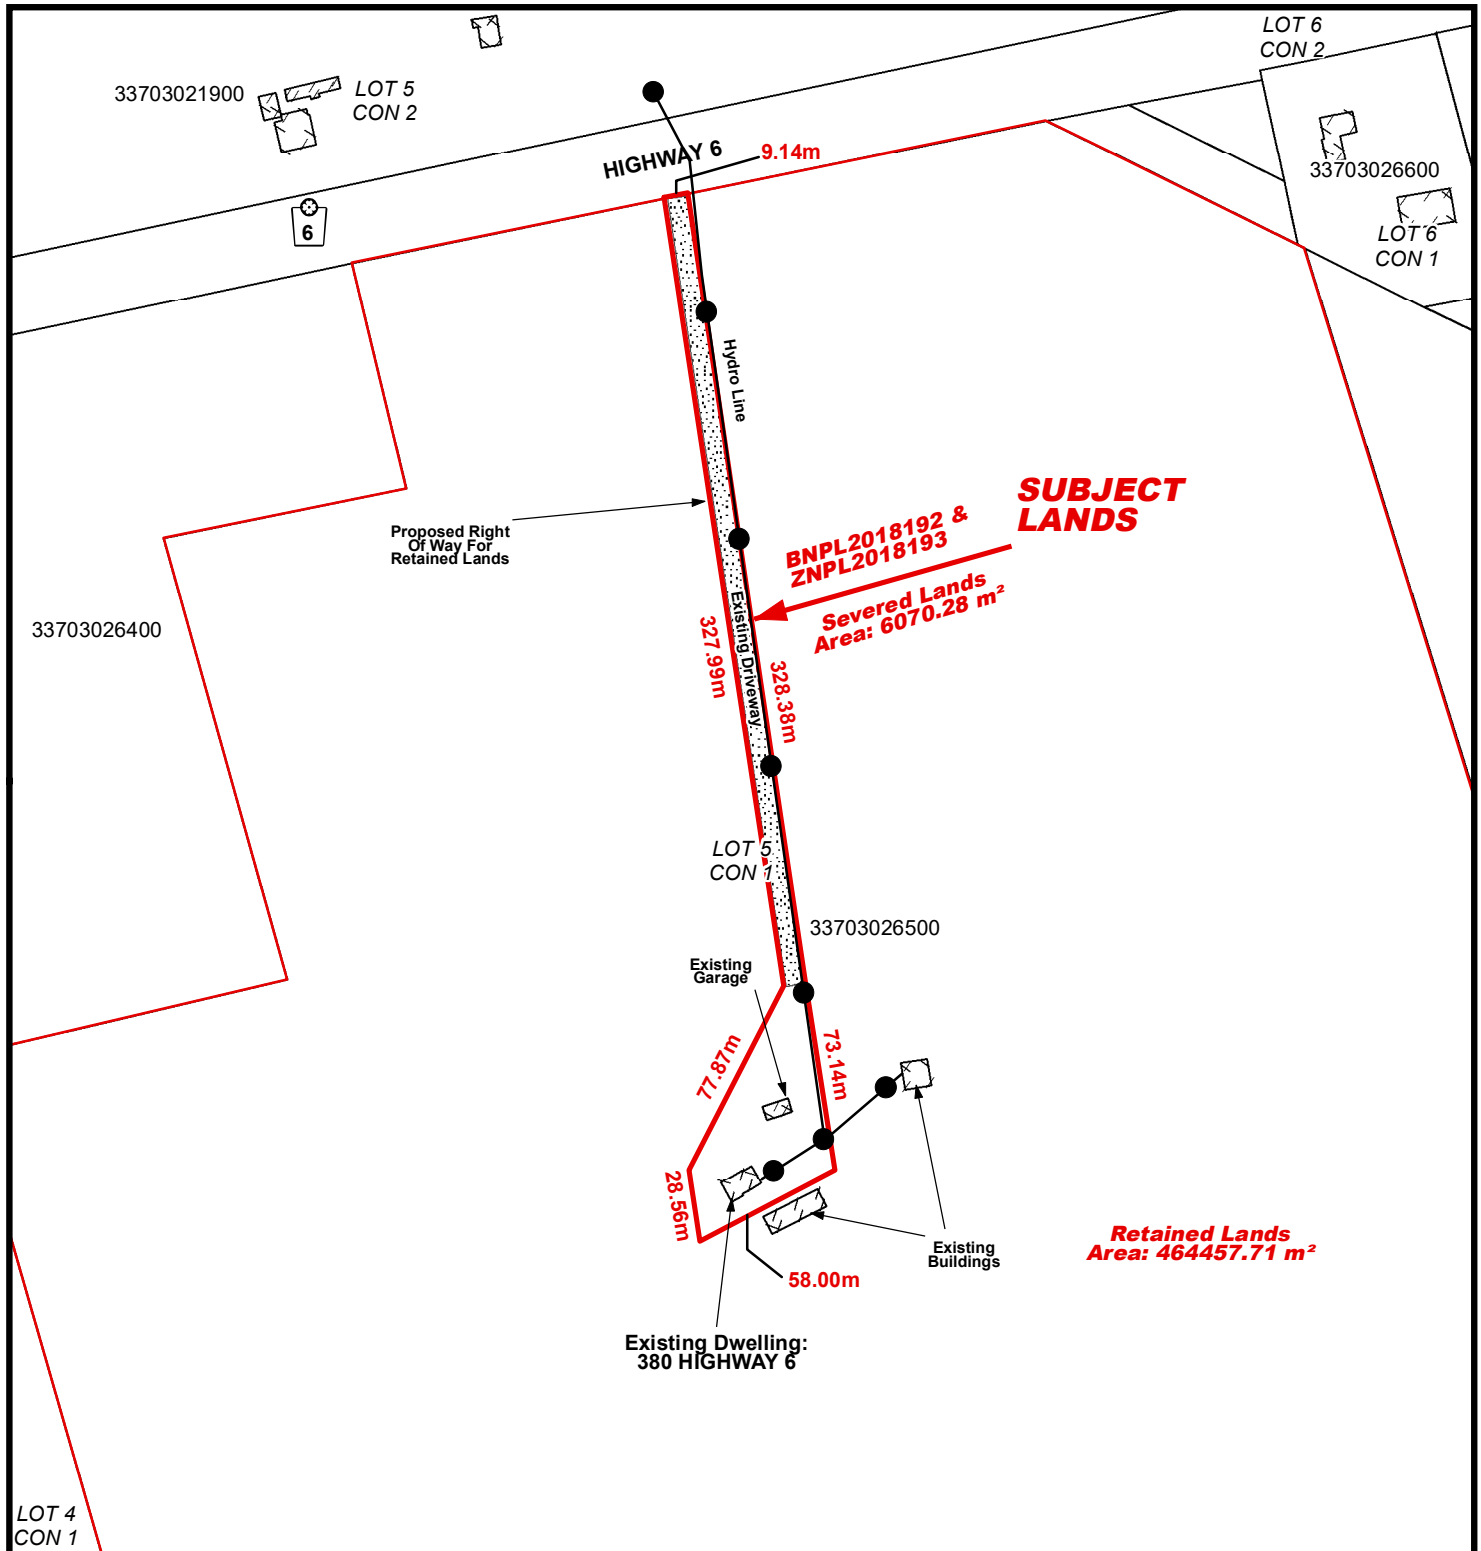 LOT 6
CON 2
33703021900
LOT 5
CON 2
HIGHWAY 6
9.14m
33703026600
6
LOT 6
CON 1
Hydro Line
SUBJECT
LANDS
BNPL2018192 &
ZNPL2018193
Proposed Right
Of Way For
Retained Lands
Severed Lands
Area: 6070.28 m²
33703026400
Existing Driveway
327.99m
328.38m
LOT 5
CON 1
33703026500
Existing
Garage
77.87m
73.14m
28.56m
Existing
Buildings
Retained Lands
Area: 464457.71 m²
58.00m
Existing Dwelling:
380 HIGHWAY 6
LOT 4
CON 1